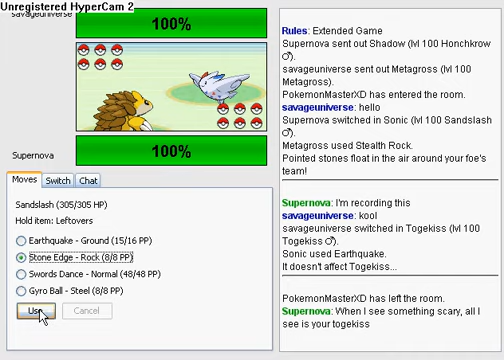 Unregistered HyperCam 2
savageuniverse
100%
Supernova
100%
Moves
Switch
Chat
Sandslash (305/305 HP)
Hold item: Leftovers
Earthquake - Ground (15/16 PP)
Stone Edge - Rock (8/8 PP)
Swords Dance - Normal (48/48 PP)
Gyro Ball - Steel (8/8 PP)
Use
Cancel
Rules: Extended Game
Supernova sent out Shadow (lvl 100 Honchkrow
♂).
savageuniverse sent out Metagross (lvl 100
Metagross).
PokemonMasterXD has entered the room.
savageuniverse: hello
Supernova switched in Sonic (lvl 100 Sandslash
♂).
Metagross used Stealth Rock.
Pointed stones float in the air around your foe's
team!
Supernova: I'm recording this
savageuniverse: kool
savageuniverse switched in Togekiss (lvl 100
Togekiss ♂).
Sonic used Earthquake.
It doesn't affect Togekiss...
PokemonMasterXD has left the room.
Supernova: When I see something scary, all I
see is your togekiss